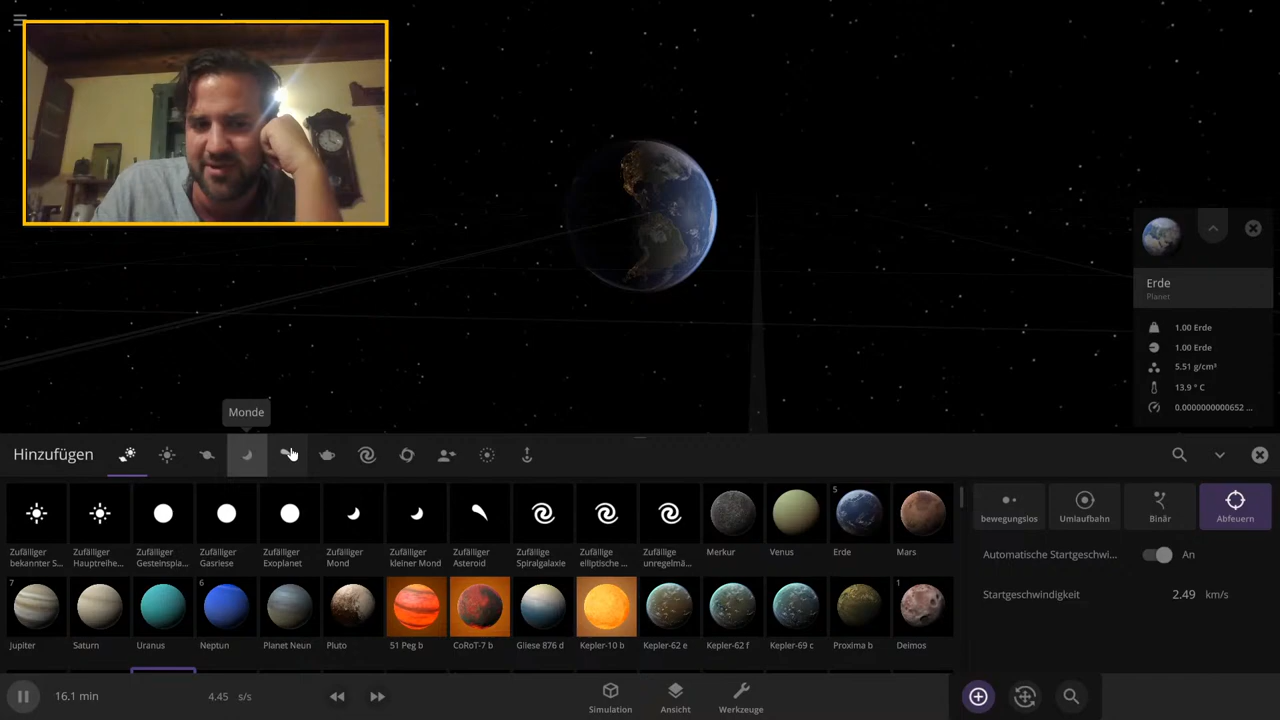 Erde
Planet
1.00 Erde
1.00 Erde
5.51 g/cm³
13.9 ° C
0.0000000000652 ...
Monde
Hinzufügen
Zufälliger bekannter S...
Zufälliger Hauptreihe...
Zufälliger Gesteinspla...
Zufälliger Gasriese
Zufälliger Exoplanet
Zufälliger Mond
Zufälliger kleiner Mond
Zufälliger Asteroid
Zufällige Spiralgalaxie
Zufällige elliptische ...
Zufällige unregelmä...
Merkur
Venus
5
Erde
Mars
7
Jupiter
Saturn
Uranus
6
Neptun
Planet Neun
Pluto
51 Peg b
CoRoT-7 b
Gliese 876 d
Kepler-10 b
Kepler-62 e
Kepler-62 f
Kepler-69 c
Proxima b
1
Deimos
bewegungslos
Umlaufbahn
Binär
Abfeuern
Automatische Startgeschwi...
An
Startgeschwindigkeit
2.49 km/s
16.1 min
4.45 s/s
Simulation
Ansicht
Werkzeuge